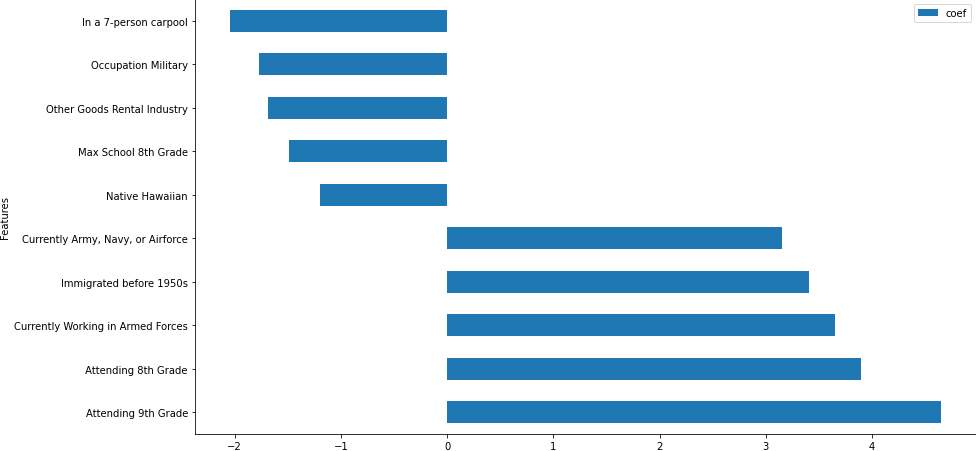 coef
In a 7-person carpool
Occupation Military
Other Goods Rental Industry
Max School 8th Grade
Native Hawaiian
Currently Army, Navy, or Airforce
Immigrated before 1950s
Currently Working in Armed Forces
Attending 8th Grade
Attending 9th Grade
Features
−2 −1 0 1 2 3 4